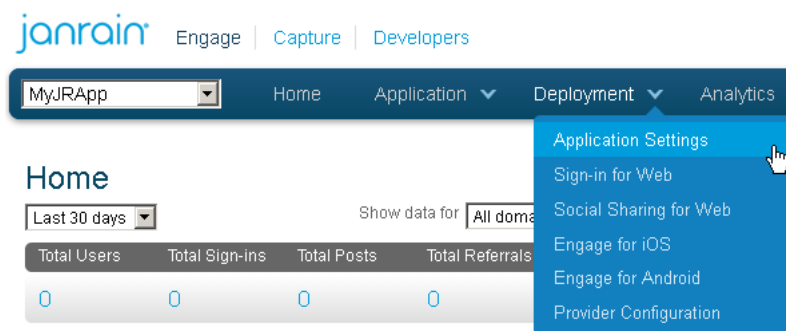 janrain Engage Capture Developers
MyJRApp Home Application Deployment Analytics
Application Settings
Sign-in for Web
Social Sharing for Web
Engage for iOS
Engage for Android
Provider Configuration
Home
Last 30 days Show data for All doma
Total Users Total Sign-ins Total Posts Total Referrals
0 0 0 0